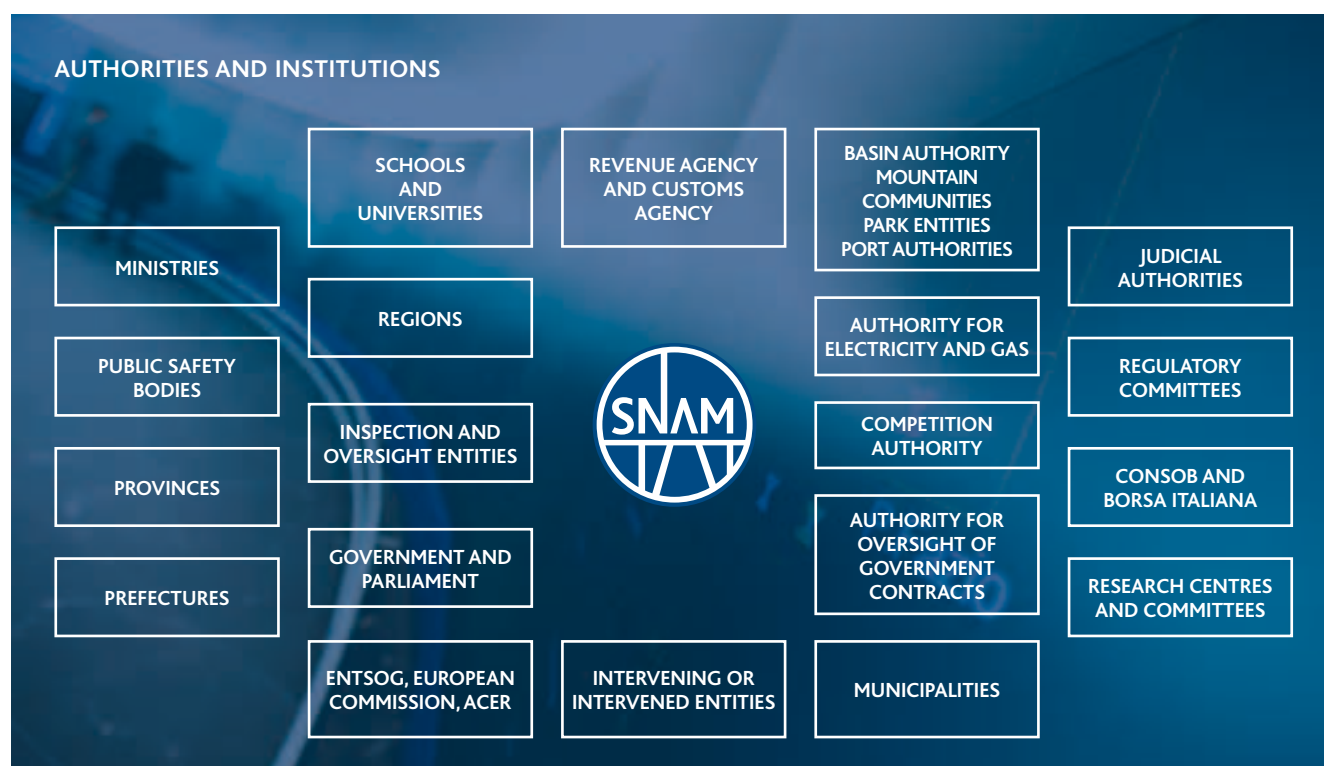 AUTHORITIES AND INSTITUTIONS
MINISTRIES
PUBLIC SAFETY
BODIES
PROVINCES
PREFECTURES
SCHOOLS
AND
UNIVERSITIES
REGIONS
INSPECTION AND
OVERSIGHT ENTITIES
GOVERNMENT AND
PARLIAMENT
ENTSOG, EUROPEAN
COMMISSION, ACER
REVENUE AGENCY
AND CUSTOMS
AGENCY
SNAM
INTERVENING OR
INTERVENED ENTITIES
BASIN AUTHORITY
MOUNTAIN
COMMUNITIES
PARK ENTITIES
PORT AUTHORITIES
AUTHORITY FOR
ELECTRICITY AND GAS
COMPETITION
AUTHORITY
AUTHORITY FOR
OVERSIGHT OF
GOVERNMENT
CONTRACTS
MUNICIPALITIES
JUDICIAL
AUTHORITIES
REGULATORY
COMMITTEES
CONSOB AND
BORSA ITALIANA
RESEARCH CENTRES
AND COMMITTEES